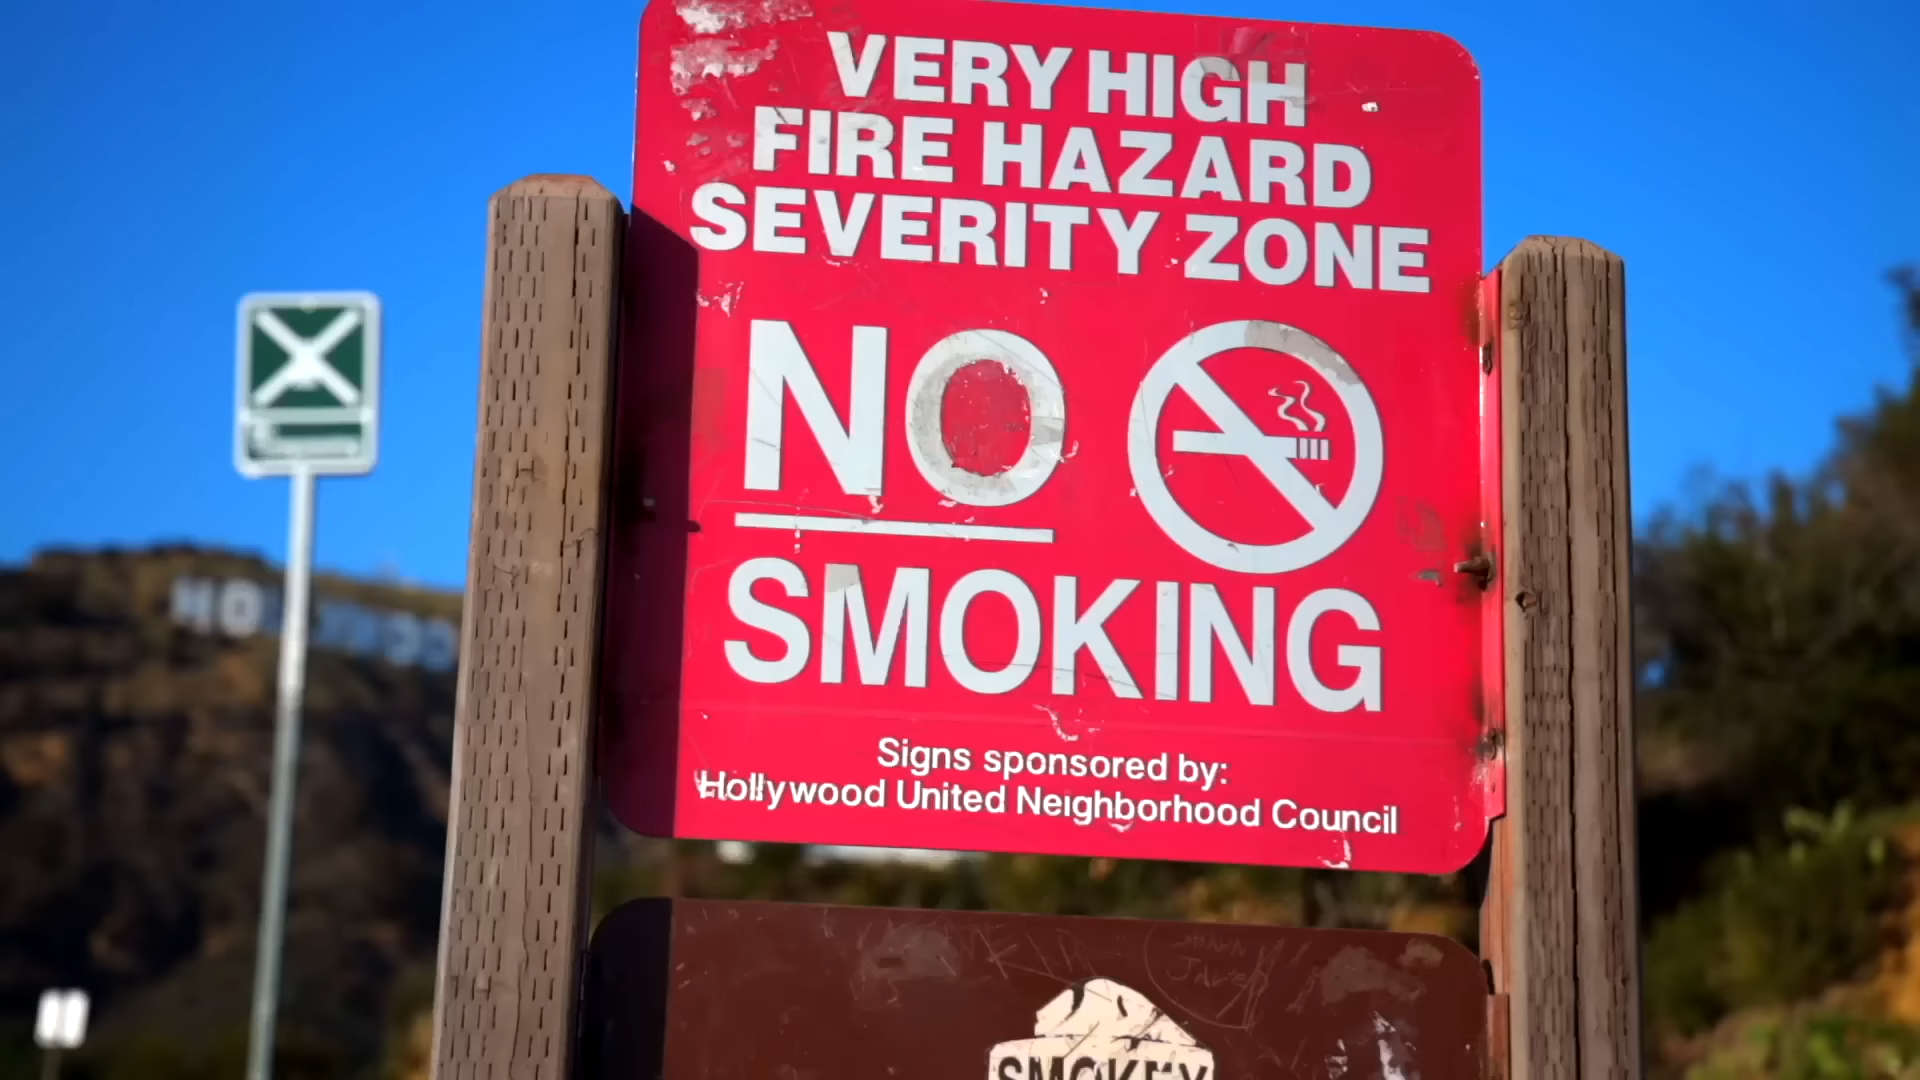 VERY HIGH
FIRE HAZARD
SEVERITY ZONE
NO
SMOKING
Signs sponsored by:
Hollywood United Neighborhood Council
SMOKEY